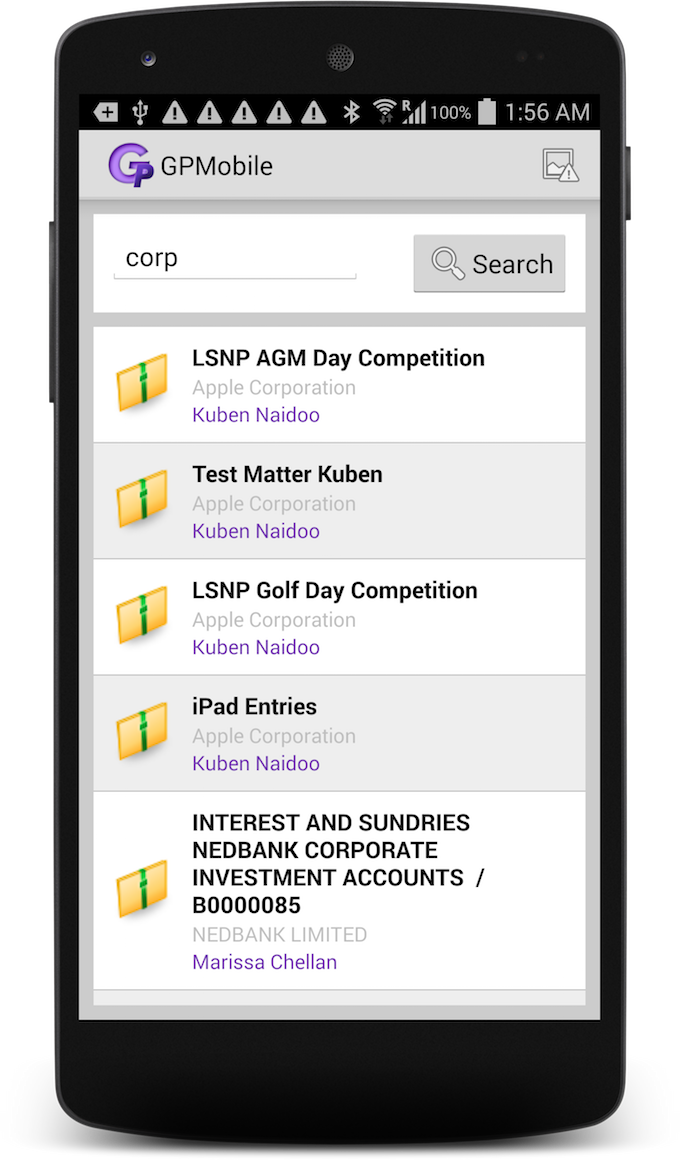 R 100% 1:56 AM
GP GPMobile
corp Search
LSNP AGM Day Competition
Apple Corporation
Kuben Naidoo
Test Matter Kuben
Apple Corporation
Kuben Naidoo
LSNP Golf Day Competition
Apple Corporation
Kuben Naidoo
iPad Entries
Apple Corporation
Kuben Naidoo
INTEREST AND SUNDRIES
NEDBANK CORPORATE
INVESTMENT ACCOUNTS /
B0000085
NEDBANK LIMITED
Marissa Chellan